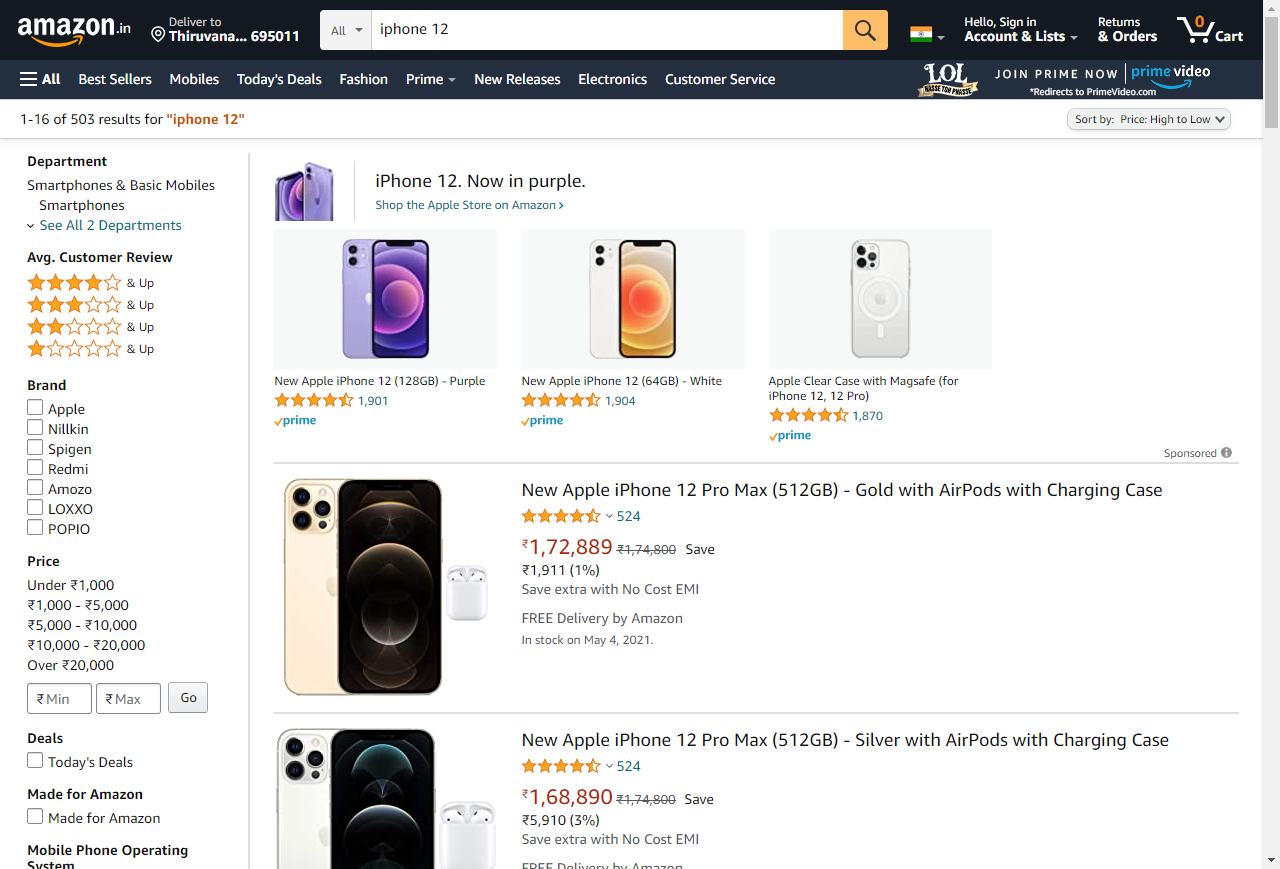 amazon.in
Deliver to
Thiruvana... 695011
All
iphone 12
Hello, Sign in
Account & Lists
Returns
& Orders
0
Cart
All
Best Sellers
Mobiles
Today's Deals
Fashion
Prime
New Releases
Electronics
Customer Service
LOL
HASSE TOH PHASSE
JOIN PRIME NOW
prime video
*Redirects to PrimeVideo.com
1-16 of 503 results for "iphone 12"
Sort by: Price: High to Low
Department
Smartphones & Basic Mobiles
Smartphones
See All 2 Departments
Avg. Customer Review
& Up
& Up
& Up
& Up
Brand
Apple
Nillkin
Spigen
Redmi
Amozo
LOXXO
POPIO
Price
Under ₹1,000
₹1,000 - ₹5,000
₹5,000 - ₹10,000
₹10,000 - ₹20,000
Over ₹20,000
₹ Min
₹ Max
Go
Deals
Today's Deals
Made for Amazon
Made for Amazon
Mobile Phone Operating
System
iPhone 12. Now in purple.
Shop the Apple Store on Amazon ›
New Apple iPhone 12 (128GB) - Purple
1,901
prime
New Apple iPhone 12 (64GB) - White
1,904
prime
Apple Clear Case with Magsafe (for
iPhone 12, 12 Pro)
1,870
prime
Sponsored
New Apple iPhone 12 Pro Max (512GB) - Gold with AirPods with Charging Case
524
₹1,72,889 ₹1,74,800 Save
₹1,911 (1%)
Save extra with No Cost EMI
FREE Delivery by Amazon
In stock on May 4, 2021.
New Apple iPhone 12 Pro Max (512GB) - Silver with AirPods with Charging Case
524
₹1,68,890 ₹1,74,800 Save
₹5,910 (3%)
Save extra with No Cost EMI
FREE Delivery by Amazon